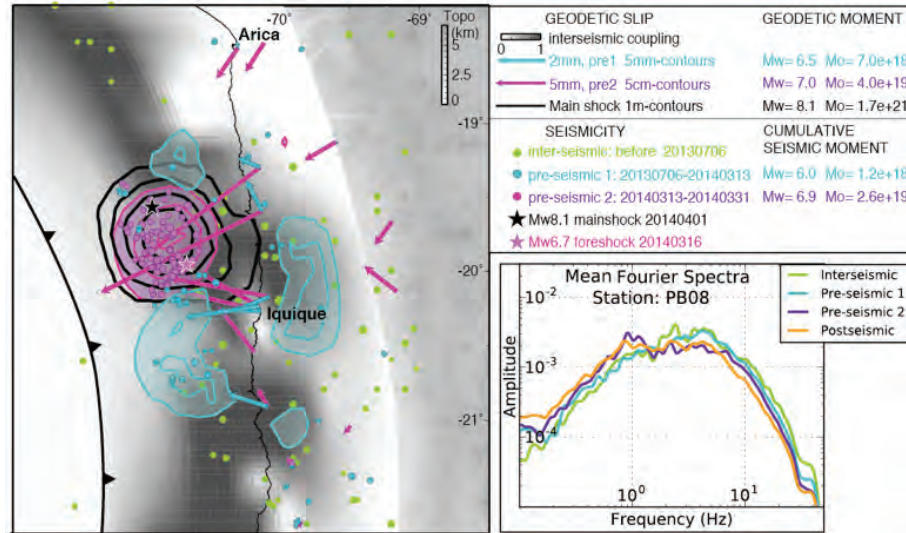 -70°
-69°
Arica
Topo
(km)
5
2.5
0
-19°
-20°
Iquique
-21°
GEODETIC SLIP
GEODETIC MOMENT
interseismic coupling
0 1
2mm, pre1 5mm-contours Mw= 6.5 Mo= 7.0e+18
5mm, pre2 5cm-contours Mw= 7.0 Mo= 4.0e+19
Main shock 1m-contours Mw= 8.1 Mo= 1.7e+21
SEISMICITY
CUMULATIVE
SEISMIC MOMENT
inter-seismic: before 20130706
pre-seismic 1: 20130706-20140313 Mw= 6.0 Mo= 1.2e+18
pre-seismic 2: 20140313-20140331 Mw= 6.9 Mo= 2.6e+19
Mw8.1 mainshock 20140401
Mw6.7 foreshock 20140316
Mean Fourier Spectra
Station: PB08
Interseismic
Pre-seismic 1
Pre-seismic 2
Postseismic
10⁻²
10⁻³
10⁻⁴
Amplitude
10⁰
10¹
Frequency (Hz)